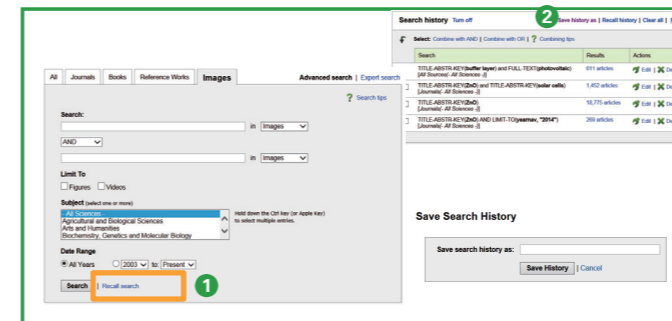 Search history Turn off
2
Save history as | Recall history | Clear all |
Select: Combine with AND | Combine with OR | ? Combining tips
Search Results Actions
TITLE-ABSTR-KEY(buffer layer) and FULL-TEXT(photovoltaic) 611 articles Edit | X De
[All Sources(- All Sciences -)]
TITLE-ABSTR-KEY(ZnO) and TITLE-ABSTR-KEY(solar cells) 1,452 articles Edit | X De
[Journals(- All Sciences -)]
TITLE-ABSTR-KEY(ZnO) 18,775 articles Edit | X De
[Journals(- All Sciences -)]
TITLE-ABSTR-KEY(ZnO) AND LIMIT-TO(yearnav, "2014") 269 articles Edit | X De
[Journals(- All Sciences -)]
All Journals Books Reference Works Images Advanced search | Expert search
? Search tips
Search:
in Images
AND
in Images
Limit To
Figures Videos
Subject (select one or more)
- All Sciences -
Agricultural and Biological Sciences
Arts and Humanities
Biochemistry, Genetics and Molecular Biology
Hold down the Ctrl key (or Apple Key)
to select multiple entries.
Date Range
All Years 2003 to: Present
Search | Recall search
1
Save Search History
Save search history as:
Save History | Cancel